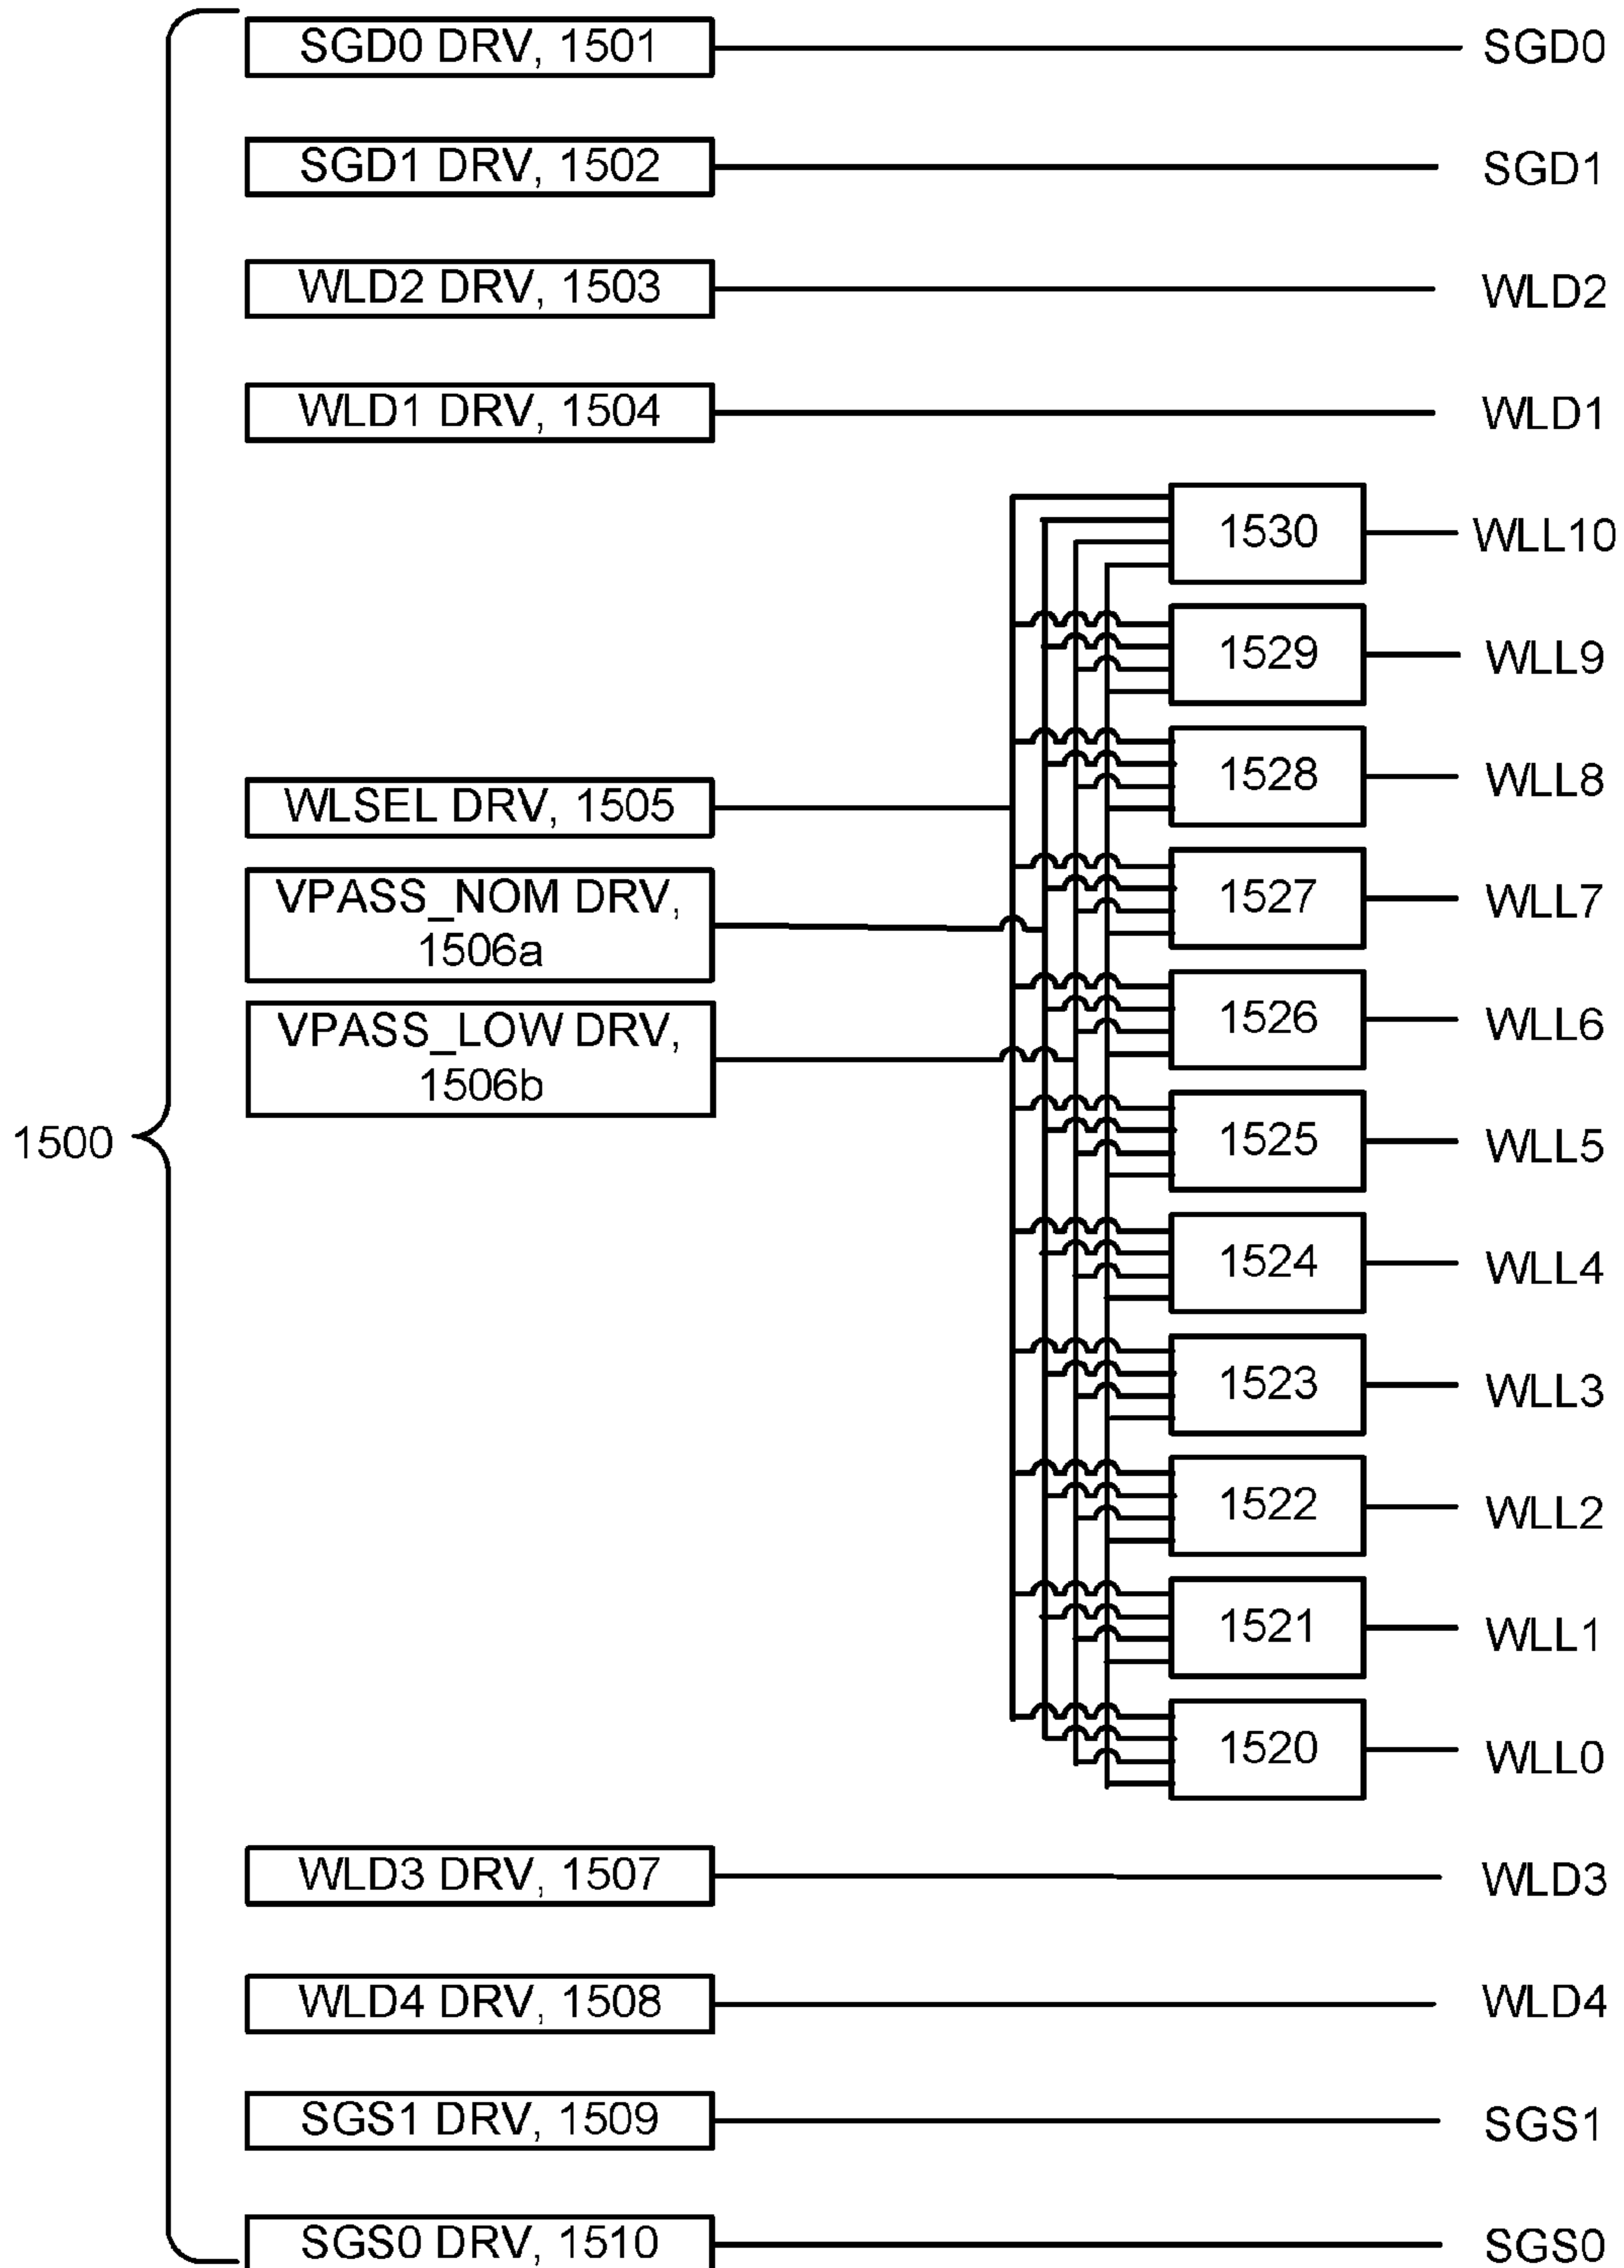 SGD0 DRV, 1501
SGD0
SGD1 DRV, 1502
SGD1
WLD2 DRV, 1503
WLD2
WLD1 DRV, 1504
WLD1
1530
WLL10
1529
WLL9
1528
WLL8
WLSEL DRV, 1505
1527
WLL7
VPASS_NOM DRV,
1506a
1526
WLL6
VPASS_LOW DRV,
1506b
1500
1525
WLL5
1524
WLL4
1523
WLL3
1522
WLL2
1521
WLL1
1520
WLL0
WLD3 DRV, 1507
WLD3
WLD4 DRV, 1508
WLD4
SGS1 DRV, 1509
SGS1
SGS0 DRV, 1510
SGS0